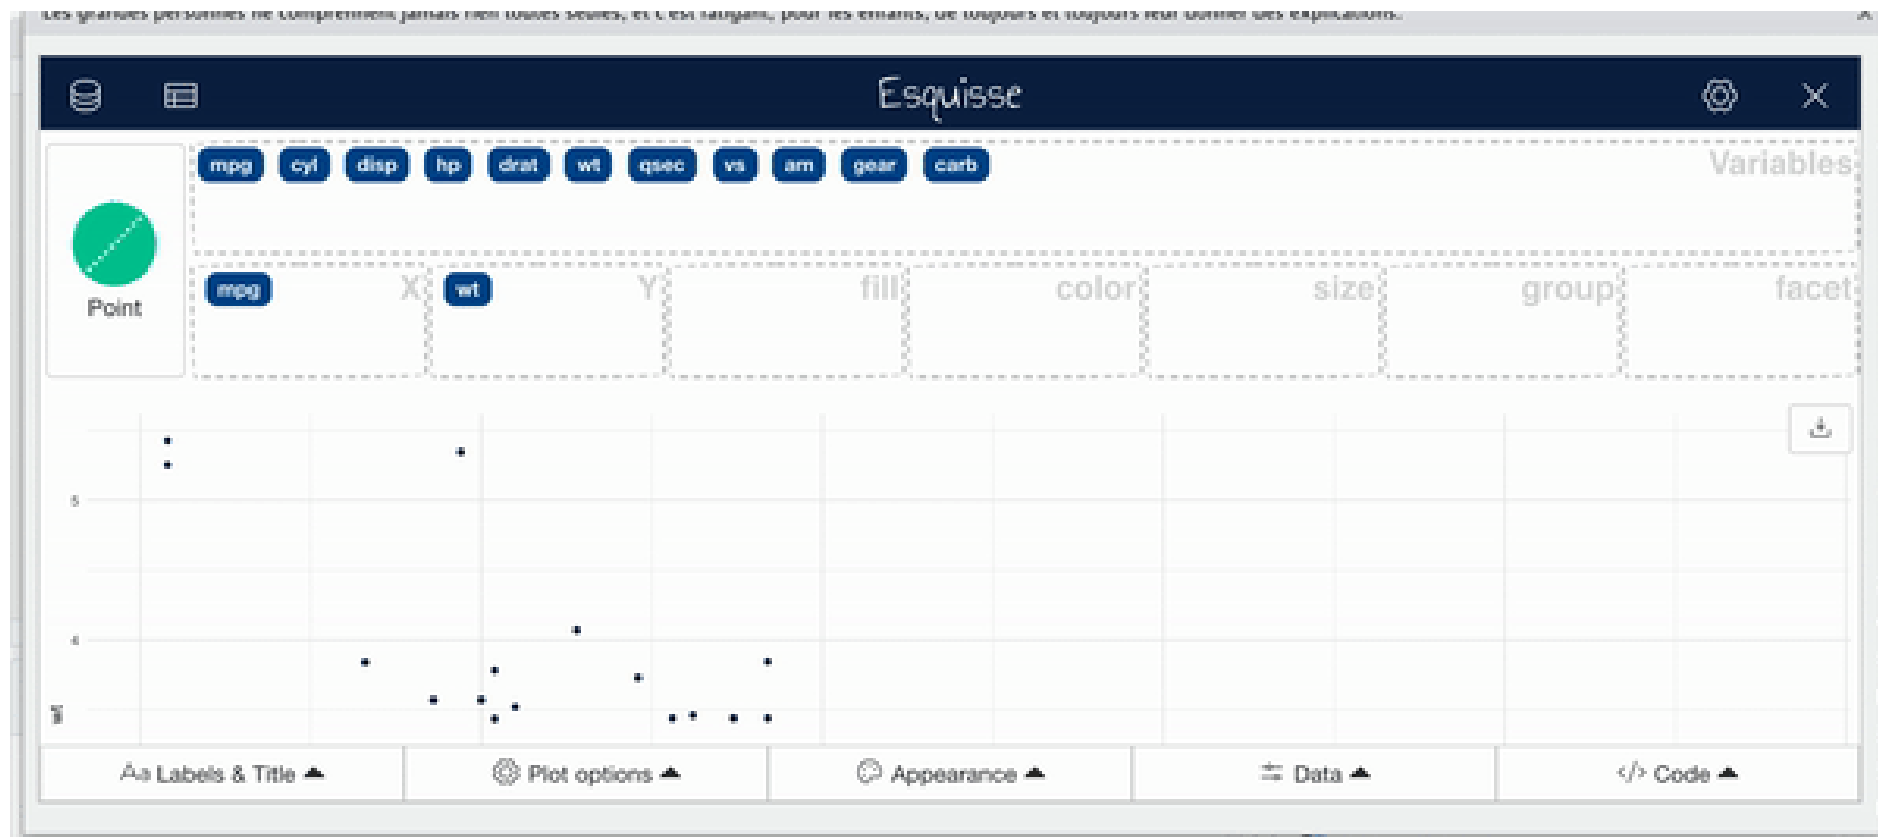 Les grandes personnes ne comprennent jamais rien toutes seules, et c'est fatigant, pour les enfants, de toujours et toujours leur donner des explications.
Esquisse
mpg cyl disp hp drat wt qsec vs am gear carb Variables
Point
mpg X wt Y fill color size group facet
5
4
wt
Aa Labels & Title Plot options Appearance Data </> Code